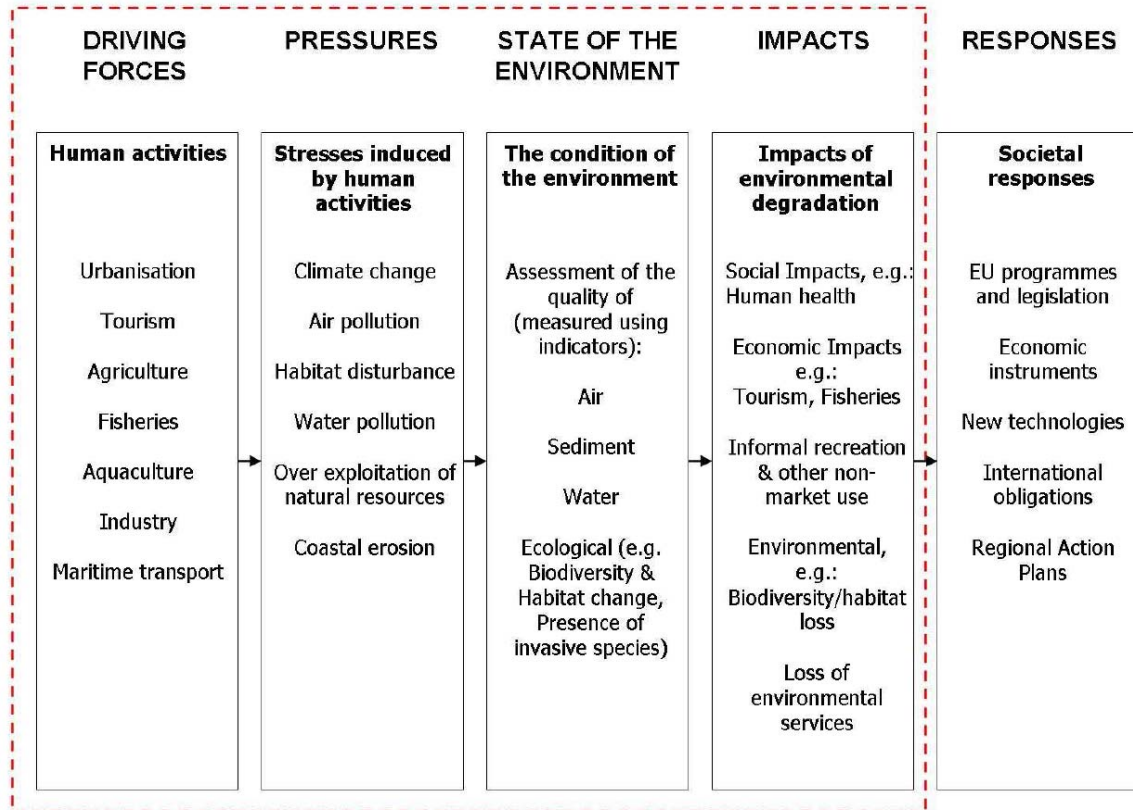 DRIVING
FORCES
PRESSURES
STATE OF THE
ENVIRONMENT
IMPACTS
RESPONSES
Human activities
Urbanisation
Tourism
Agriculture
Fisheries
Aquaculture
Industry
Maritime transport
Stresses induced
by human
activities
Climate change
Air pollution
Habitat disturbance
Water pollution
Over exploitation of
natural resources
Coastal erosion
The condition of
the environment
Assessment of the
quality of
(measured using
indicators):
Air
Sediment
Water
Ecological (e.g.
Biodiversity &
Habitat change,
Presence of
invasive species)
Impacts of
environmental
degradation
Social Impacts, e.g.:
Human health
Economic Impacts
e.g.:
Tourism, Fisheries
Informal recreation
& other non-
market use
Environmental,
e.g.:
Biodiversity/habitat
loss
Loss of
environmental
services
Societal
responses
EU programmes
and legislation
Economic
instruments
New technologies
International
obligations
Regional Action
Plans